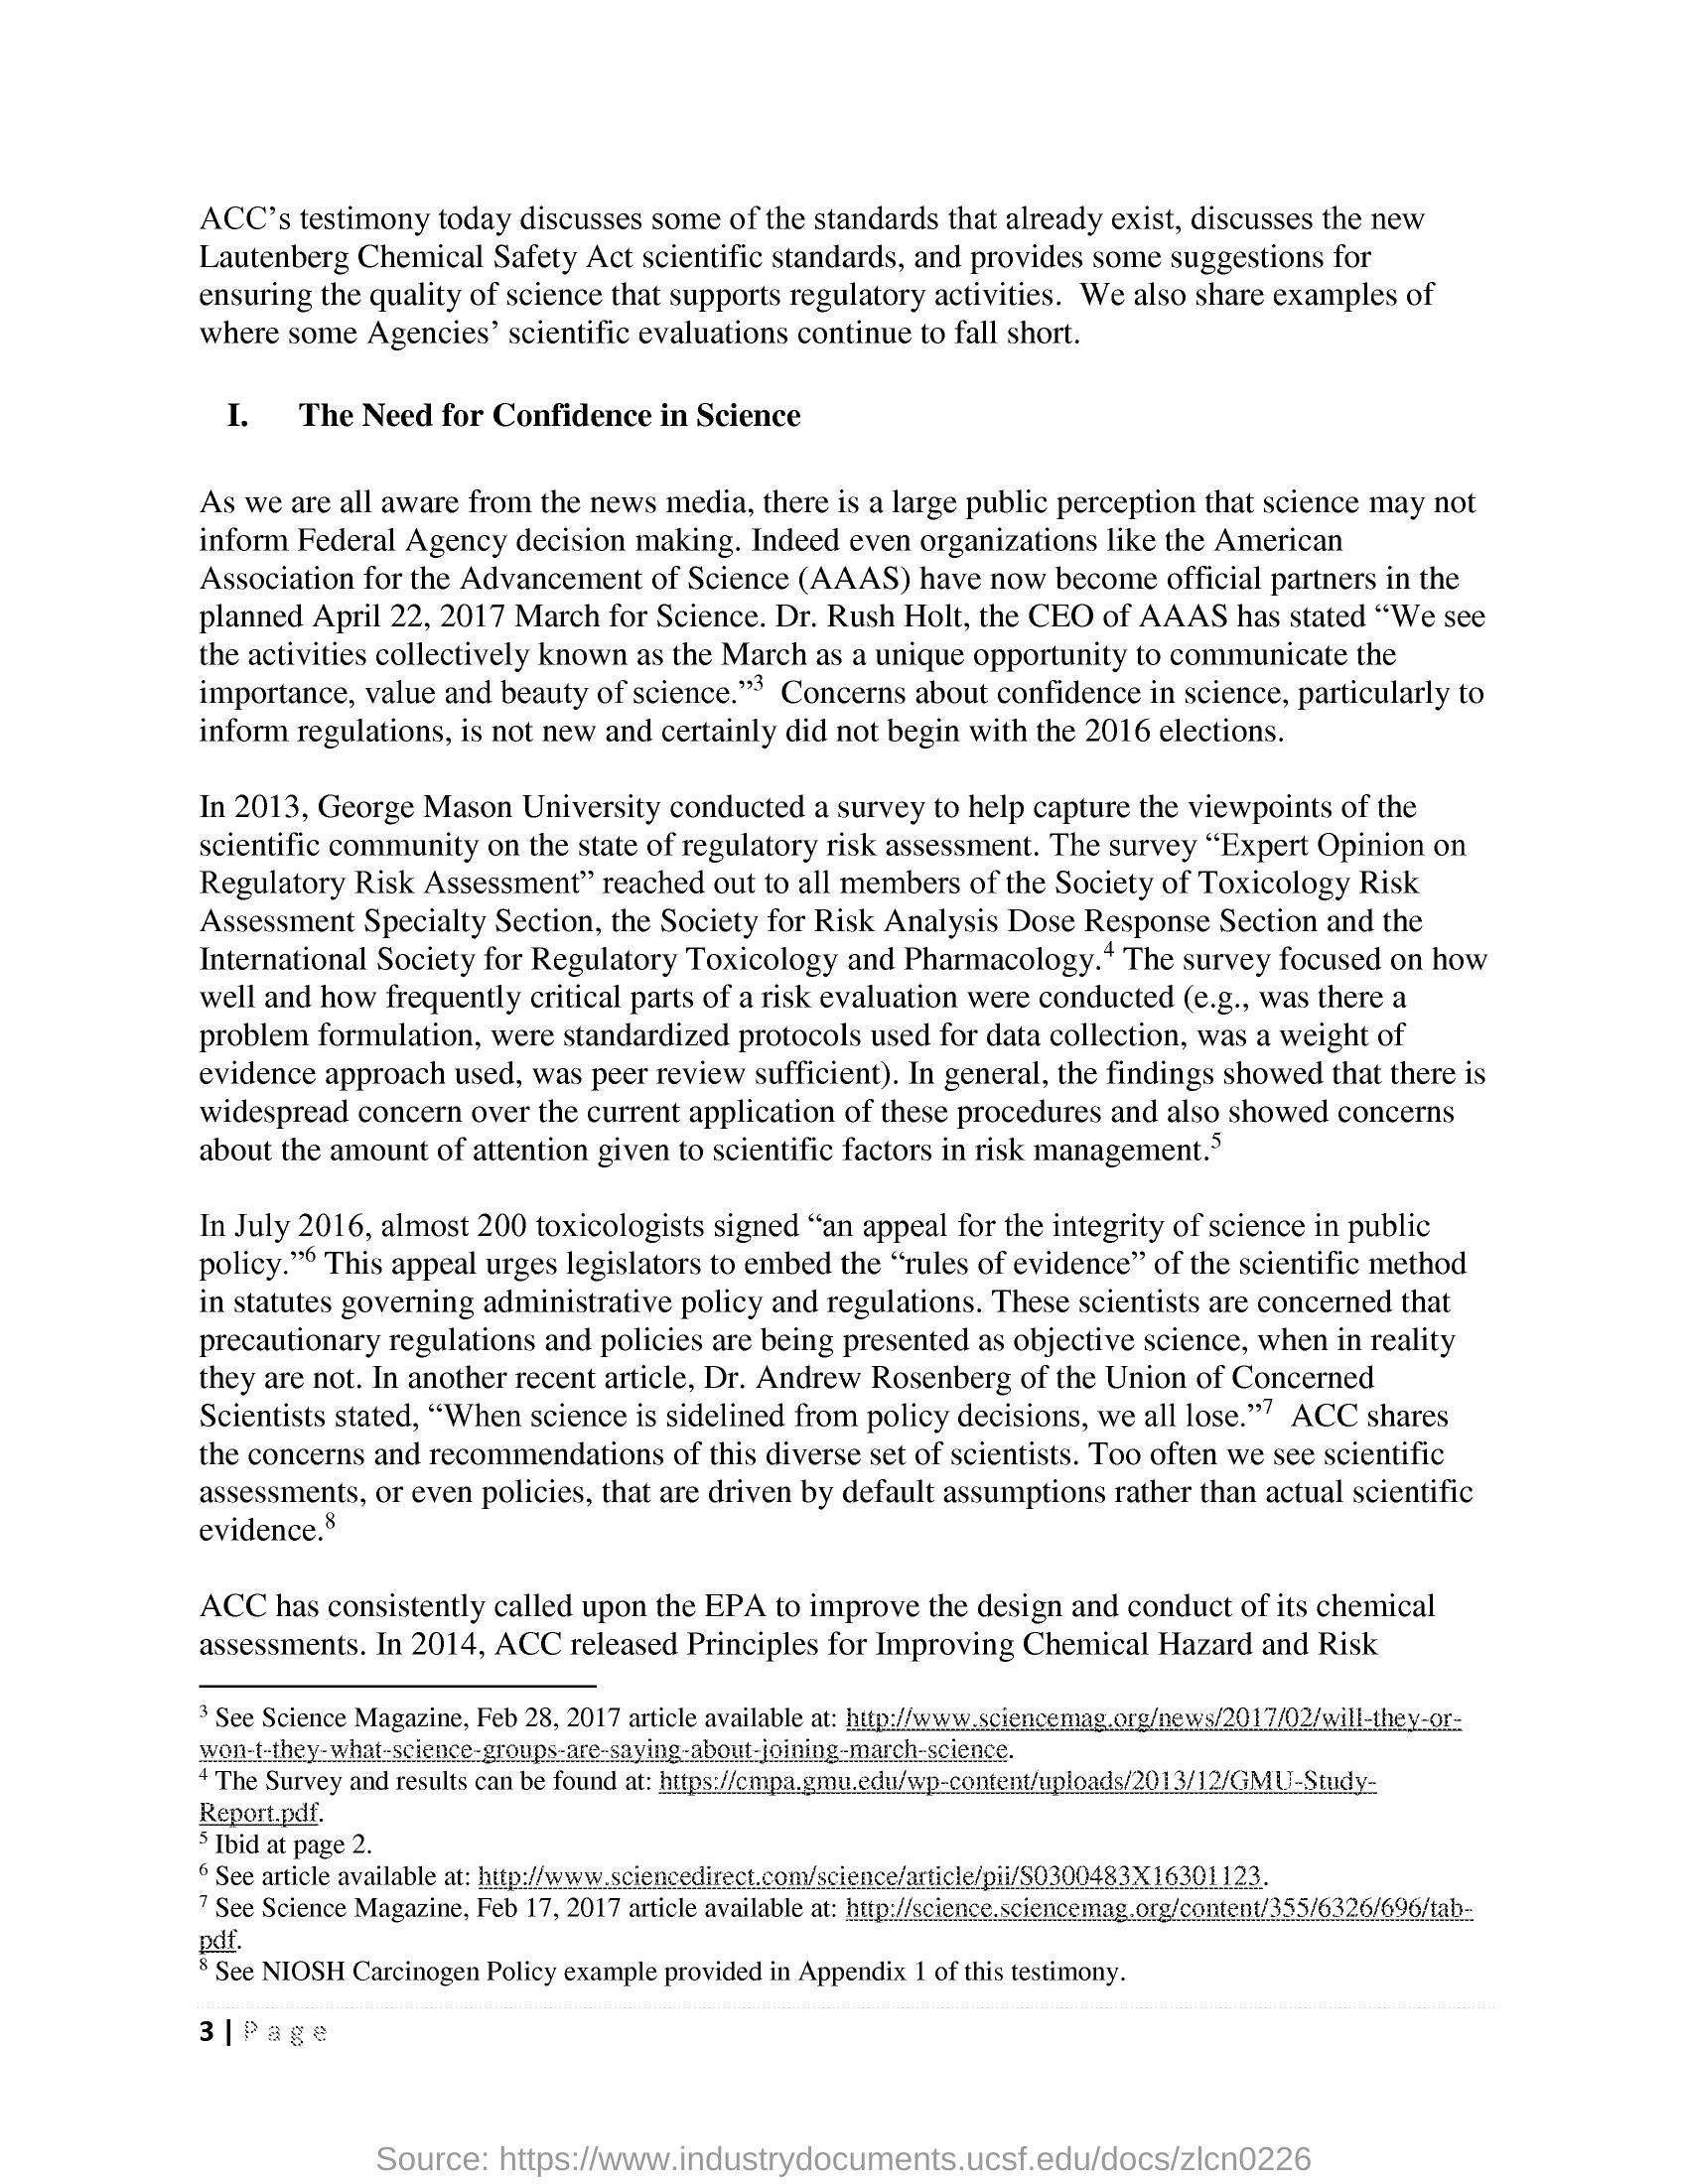 ACC’s testimony today discusses some of the standards that already exist, discusses the new
Lautenberg Chemical Safety Act scientific standards, and provides some suggestions for
ensuring the quality of science that supports regulatory activities.  We also share examples of
where some Agencies’ scientific evaluations continue to fall short.
I. The Need for Confidence in Science
As we are all aware from the news media, there is a large public perception that science may not
inform Federal Agency decision making. Indeed even organizations like the American
Association for the Advancement of Science (AAAS) have now become official partners in the
planned April 22, 2017 March for Science. Dr. Rush Holt, the CEO of AAAS has stated “We see
the activities collectively known as the March as a unique opportunity to communicate the
importance, value and beauty of science.”3  Concerns about confidence in science, particularly to
inform regulations, is not new and certainly did not begin with the 2016 elections.
In 2013, George Mason University conducted a survey to help capture the viewpoints of the
scientific community on the state of regulatory risk assessment. The survey “Expert Opinion on
Regulatory Risk Assessment” reached out to all members of the Society of Toxicology Risk
Assessment Specialty Section, the Society for Risk Analysis Dose Response Section and the
International Society for Regulatory Toxicology and Pharmacology.4 The survey focused on how
well and how frequently critical parts of a risk evaluation were conducted (e.g., was there a
problem formulation, were standardized protocols used for data collection, was a weight of
evidence approach used, was peer review sufficient). In general, the findings showed that there is
widespread concern over the current application of these procedures and also showed concerns
about the amount of attention given to scientific factors in risk management.5
In July 2016, almost 200 toxicologists signed “an appeal for the integrity of science in public
policy.”6 This appeal urges legislators to embed the “rules of evidence” of the scientific method
in statutes governing administrative policy and regulations. These scientists are concerned that
precautionary regulations and policies are being presented as objective science, when in reality
they are not. In another recent article, Dr. Andrew Rosenberg of the Union of Concerned
Scientists stated, “When science is sidelined from policy decisions, we all lose.”7  ACC shares
the concerns and recommendations of this diverse set of scientists. Too often we see scientific
assessments, or even policies, that are driven by default assumptions rather than actual scientific
evidence.8
ACC has consistently called upon the EPA to improve the design and conduct of its chemical
assessments. In 2014, ACC released Principles for Improving Chemical Hazard and Risk
3 See Science Magazine, Feb 28, 2017 article available at: http://www.sciencemag.org/news/2017/02/will-they-or-
won-t-they-what-science-groups-are-saying-about-joining-march-science.
4 The Survey and results can be found at: https://cmpa.gmu.edu/wp-content/uploads/2013/12/GMU-Study-
Report.pdf.
5 Ibid at page 2.
6 See article available at: http://www.sciencedirect.com/science/article/pii/S0300483X16301123.
7 See Science Magazine, Feb 17, 2017 article available at: http://science.sciencemag.org/content/355/6326/696/tab-
pdf.
8 See NIOSH Carcinogen Policy example provided in Appendix 1 of this testimony.
3 | Page
Source: https://www.industrydocuments.ucsf.edu/docs/zlcn0226